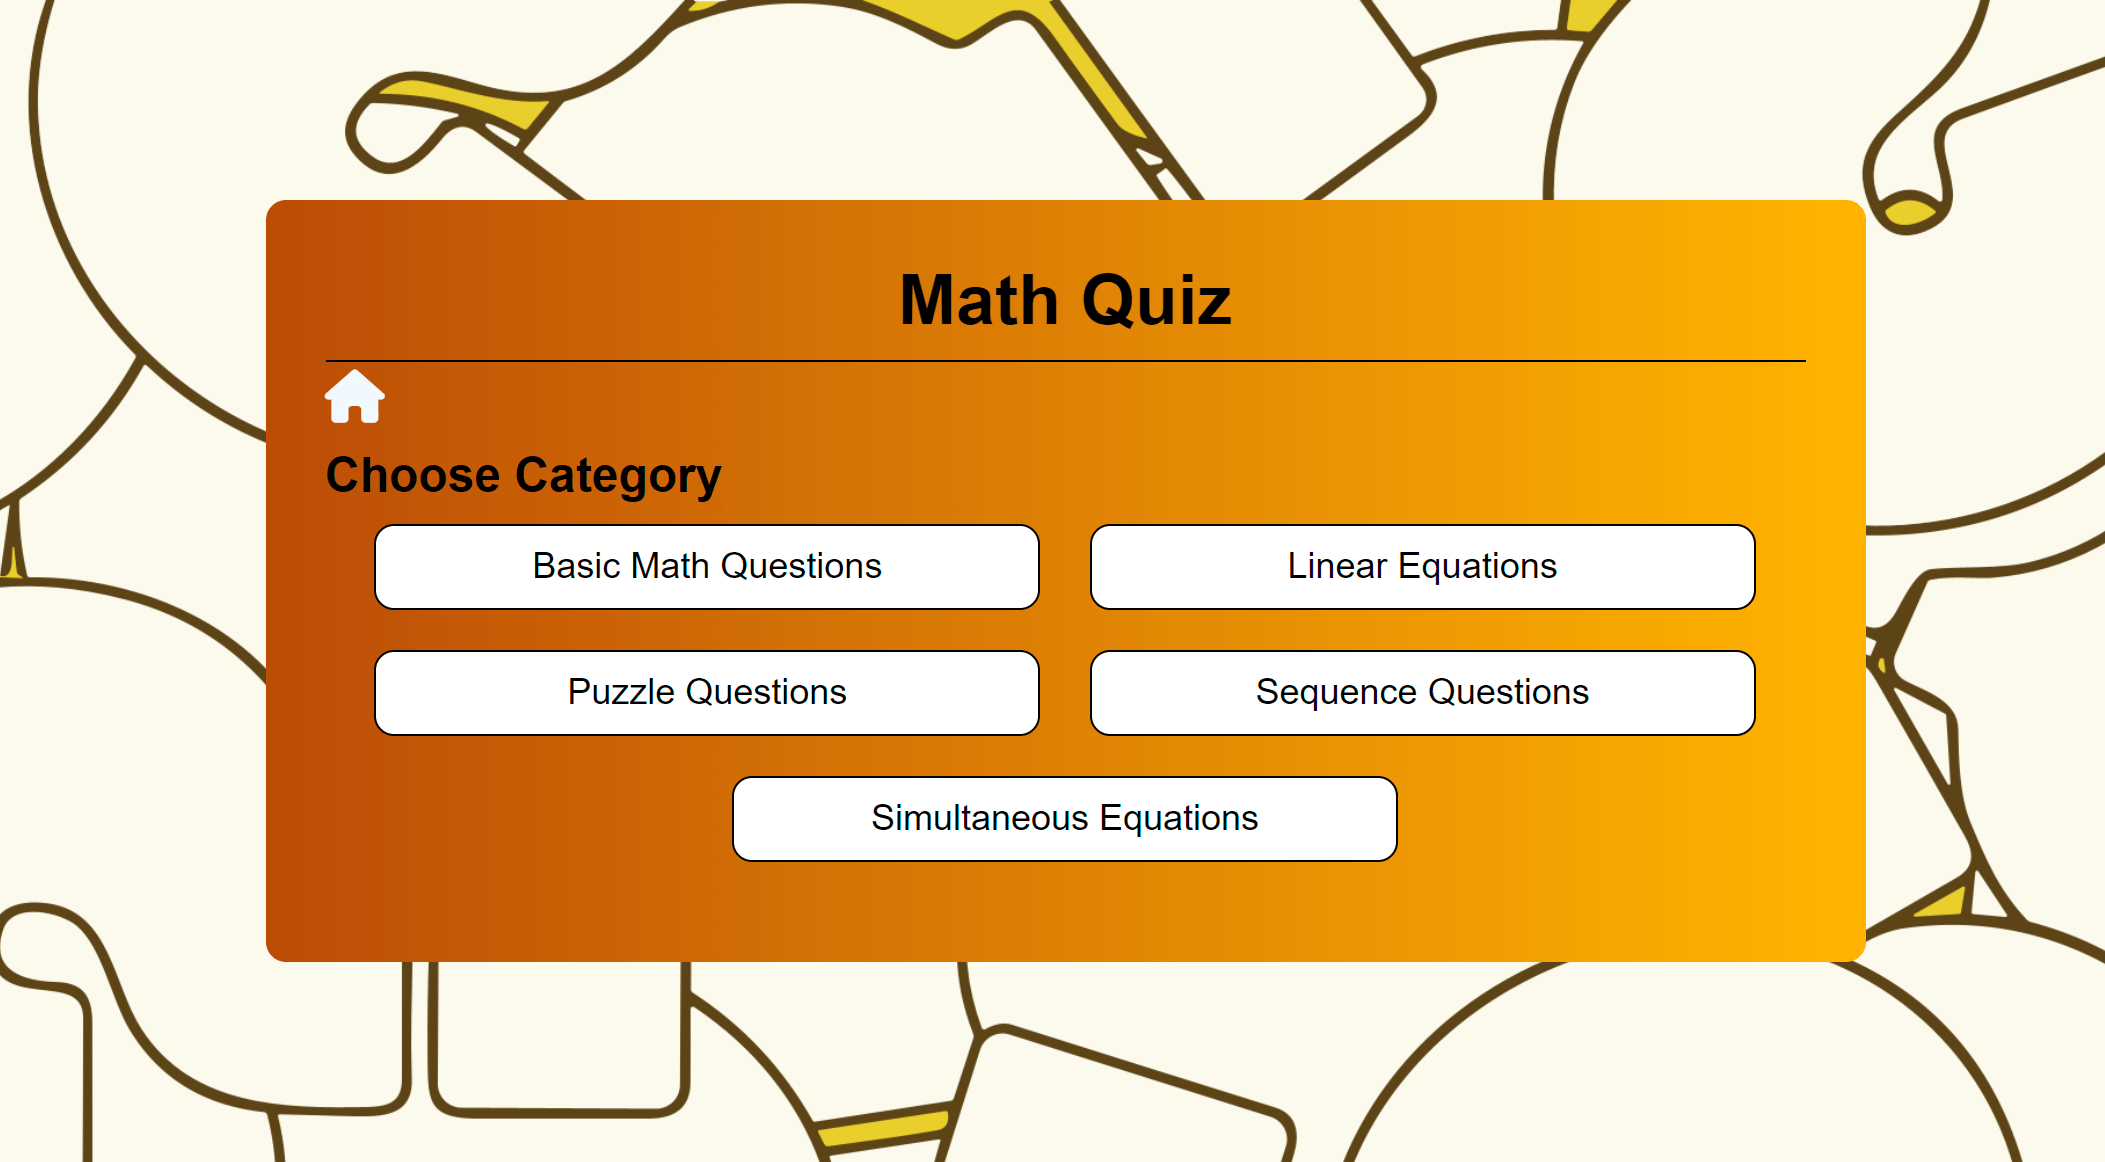 Math Quiz
Choose Category
Basic Math Questions
Linear Equations
Puzzle Questions
Sequence Questions
Simultaneous Equations